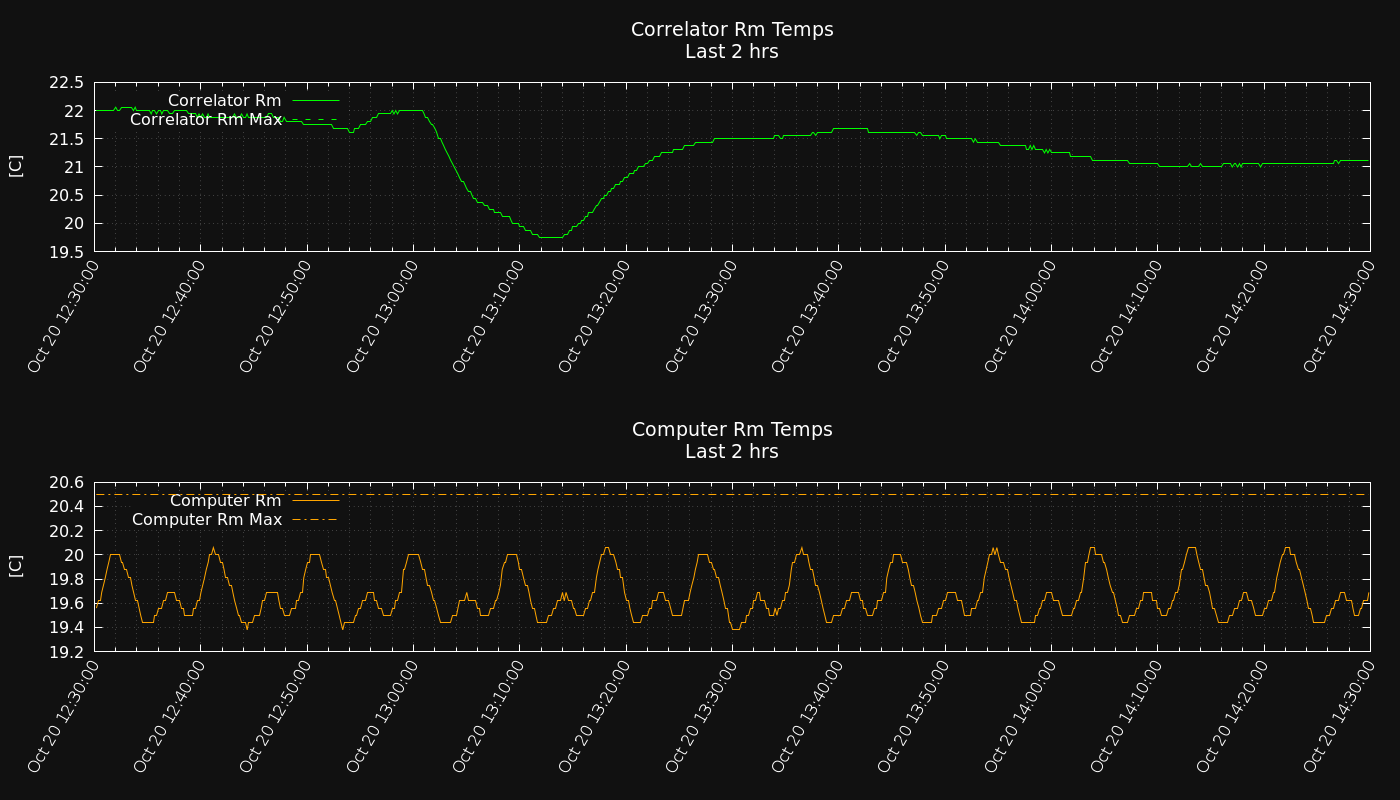 Correlator Rm Temps
Last 2 hrs
[C]
22.5
22
21.5
21
20.5
20
19.5
Correlator Rm
Correlator Rm Max
Oct 20 12:30:00
Oct 20 12:40:00
Oct 20 12:50:00
Oct 20 13:00:00
Oct 20 13:10:00
Oct 20 13:20:00
Oct 20 13:30:00
Oct 20 13:40:00
Oct 20 13:50:00
Oct 20 14:00:00
Oct 20 14:10:00
Oct 20 14:20:00
Oct 20 14:30:00
Computer Rm Temps
Last 2 hrs
[C]
20.6
20.4
20.2
20
19.8
19.6
19.4
19.2
Computer Rm
Computer Rm Max
Oct 20 12:30:00
Oct 20 12:40:00
Oct 20 12:50:00
Oct 20 13:00:00
Oct 20 13:10:00
Oct 20 13:20:00
Oct 20 13:30:00
Oct 20 13:40:00
Oct 20 13:50:00
Oct 20 14:00:00
Oct 20 14:10:00
Oct 20 14:20:00
Oct 20 14:30:00